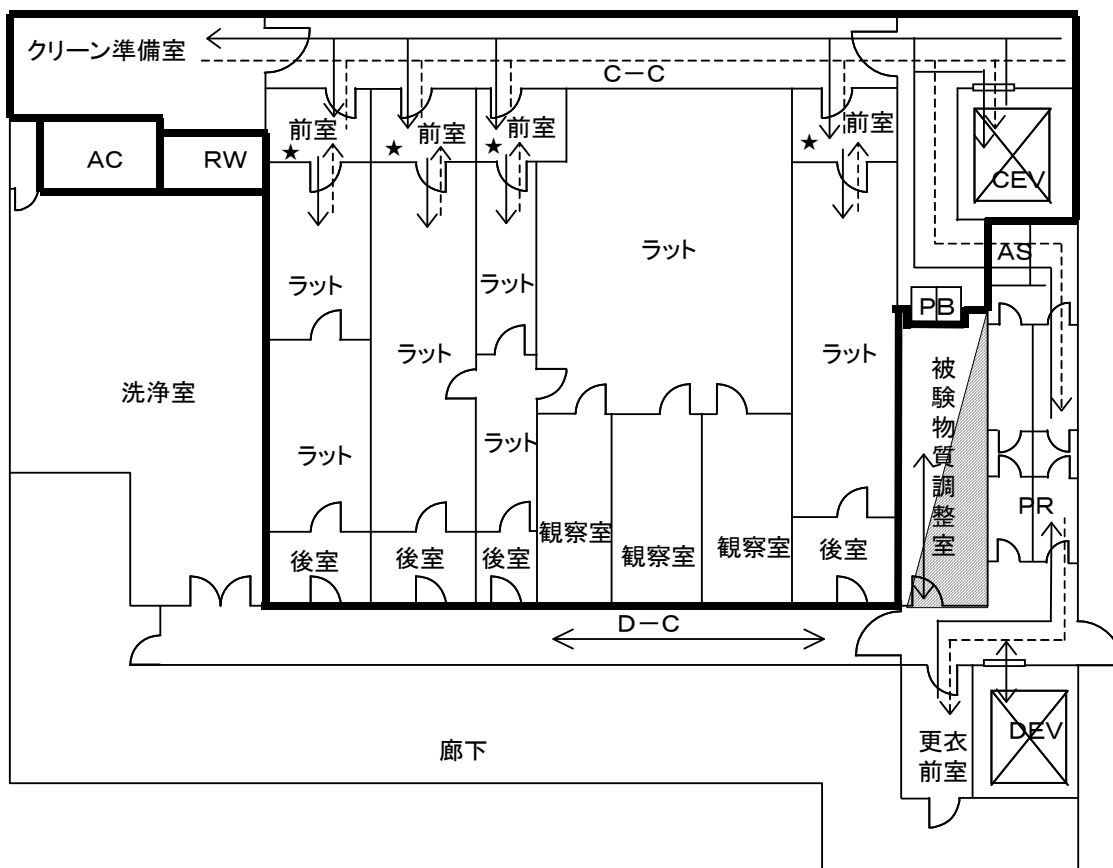 クリーン準備室
C－C
前室
前室
前室
前室
★
★
★
★
AC
RW
CEV
AS
ラット
ラット
ラット
ラット
ラット
PB
洗浄室
被験物質調整室
ラット
ラット
PR
観察室
観察室
観察室
後室
後室
後室
後室
D－C
DEV
廊下
更衣
前室